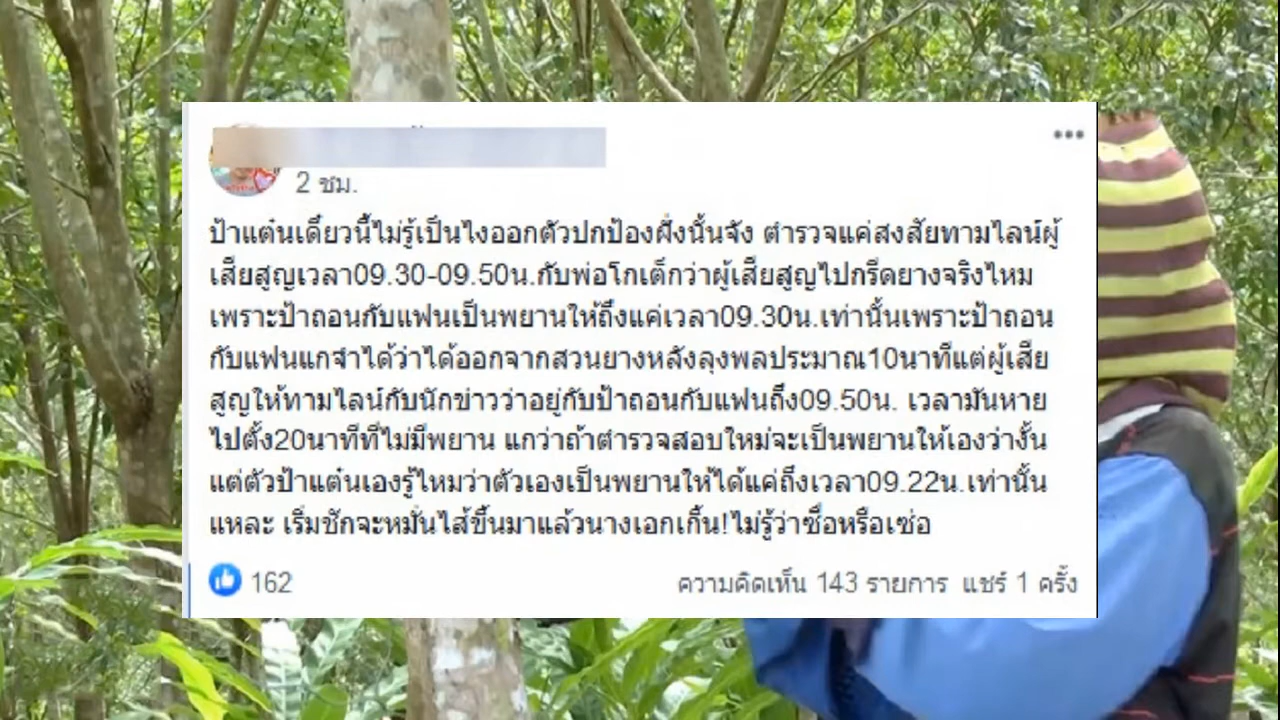 2 ชม.
ป้าแต๋นเดี๋ยวนี้ไม่รู้เป็นไงออกตัวปกป้องฝั่งนั้นจัง ตำรวจแค่สงสัยทามไลน์ผู้
เสียสูญเวลา09.30-09.50น.กับพ่อโกเต็กว่าผู้เสียสูญไปกรีดยางจริงไหม
เพราะป้าถอนกับแฟนเป็นพยานให้ถึงแค่เวลา09.30น.เท่านั้นเพราะป้าถอน
กับแฟนแกจำได้ว่าได้ออกจากสวนยางหลังลุงพลประมาณ10นาทีแต่ผู้เสีย
สูญให้ทามไลน์กับนักข่าวว่าอยู่กับป้าถอนกับแฟนถึง09.50น. เวลามันหาย
ไปตั้ง20นาทีที่ไม่มีพยาน แกว่าถ้าตำรวจสอบใหม่จะเป็นพยานให้เองว่างั้น
แต่ตัวป้าแต๋นเองรู้ไหมว่าตัวเองเป็นพยานให้ได้แค่ถึงเวลา09.22น.เท่านั้น
แหละ เริ่มชักจะหมั่นไส้ขึ้นมาแล้วนางเอกเกิ้น!ไม่รู้ว่าซื่อหรือเซ่อ
162
ความคิดเห็น 143 รายการ แชร์ 1 ครั้ง